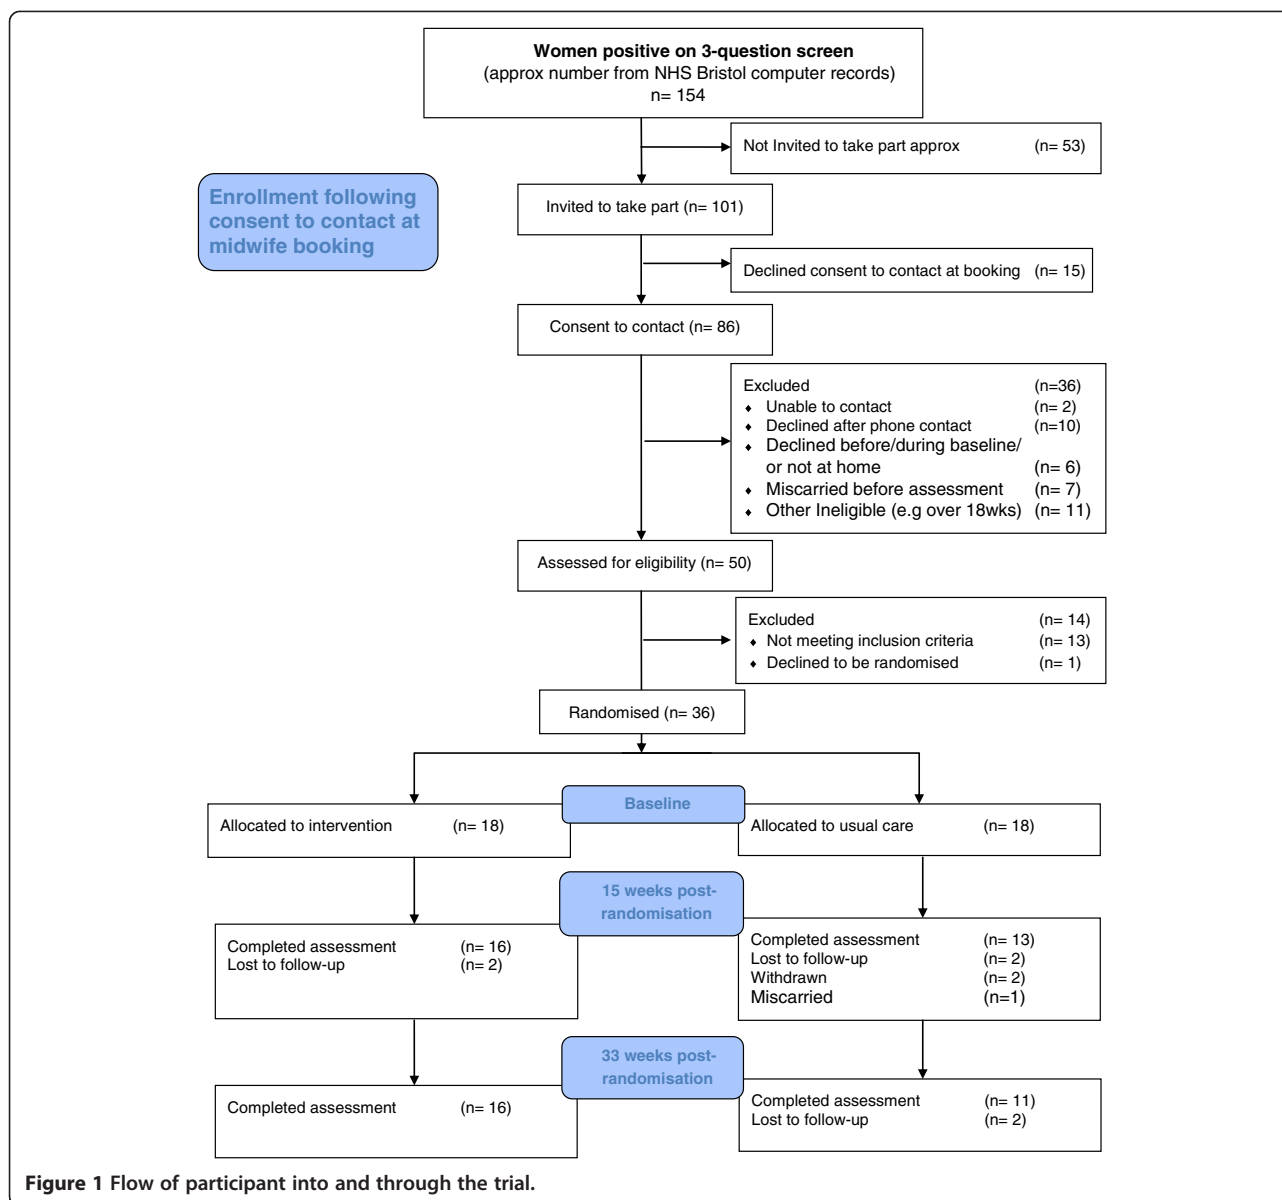 Women positive on 3-question screen
(approx number from NHS Bristol computer records)
n= 154
Not Invited to take part approx (n= 53)
Enrollment following
consent to contact at
midwife booking
Invited to take part (n= 101)
Declined consent to contact at booking (n= 15)
Consent to contact (n= 86)
Excluded (n=36)
♦ Unable to contact (n= 2)
♦ Declined after phone contact (n=10)
♦ Declined before/during baseline/
or not at home (n= 6)
♦ Miscarried before assessment (n= 7)
♦ Other Ineligible (e.g over 18wks) (n= 11)
Assessed for eligibility (n= 50)
Excluded (n= 14)
♦ Not meeting inclusion criteria (n= 13)
♦ Declined to be randomised (n= 1)
Randomised (n= 36)
Baseline
Allocated to intervention (n= 18)
Allocated to usual care (n= 18)
15 weeks post-
randomisation
Completed assessment (n= 16)
Lost to follow-up (n= 2)
Completed assessment (n= 13)
Lost to follow-up (n= 2)
Withdrawn (n= 2)
Miscarried (n=1)
33 weeks post-
randomisation
Completed assessment (n= 16)
Completed assessment (n= 11)
Lost to follow-up (n= 2)
Figure 1 Flow of participant into and through the trial.